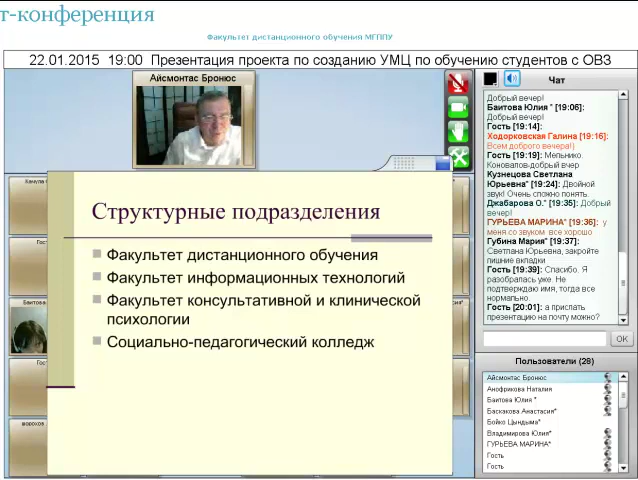 т-конференция
Факультет дистанционного обучения МГППУ
22.01.2015 19:00 Презентация проекта по созданию УМЦ по обучению студентов с ОВЗ
Айсмонтас Бронюс
Структурные подразделения
Факультет дистанционного обучения
Факультет информационных технологий
Факультет консультативной и клинической
психологии
Социально-педагогический колледж
Чат
Добрый вечер!
Баитова Юлия * [19:06]:
Добрый вечер!
Гость [19:14]:
Ходорковская Галина [19:16]:
Всем доброго вечера!)
Гость [19:19]: Мельнико.
Коновалов-добрый вчер
Кузнецова Светлана
Юрьевна* [19:24]: Двойной
звук! Очень сложно понять.
Джабарова О.* [19:35]: Добрый
вечер!
ГУРЬЕВА МАРИНА* [19:36]: у
меня со звуком все хорошо
Губина Мария* [19:37]:
Светлана Юрьевна, закройте
лишние вкладки
Гость [19:39]: Спасибо. Я
разобралась уже. Не
подтверждаю имя, тогда все
нормально.
Гость [20:01]: а прислать
презентацию на почту можно?
OK
Пользователи (28)
Айсмонтас Бронюс
Анофрикова Наталия
Баитова Юлия *
Баскакова Анастасия*
Бойко Цындыма*
Владимирова Юлия*
ГУРЬЕВА МАРИНА*
Гость
Гость